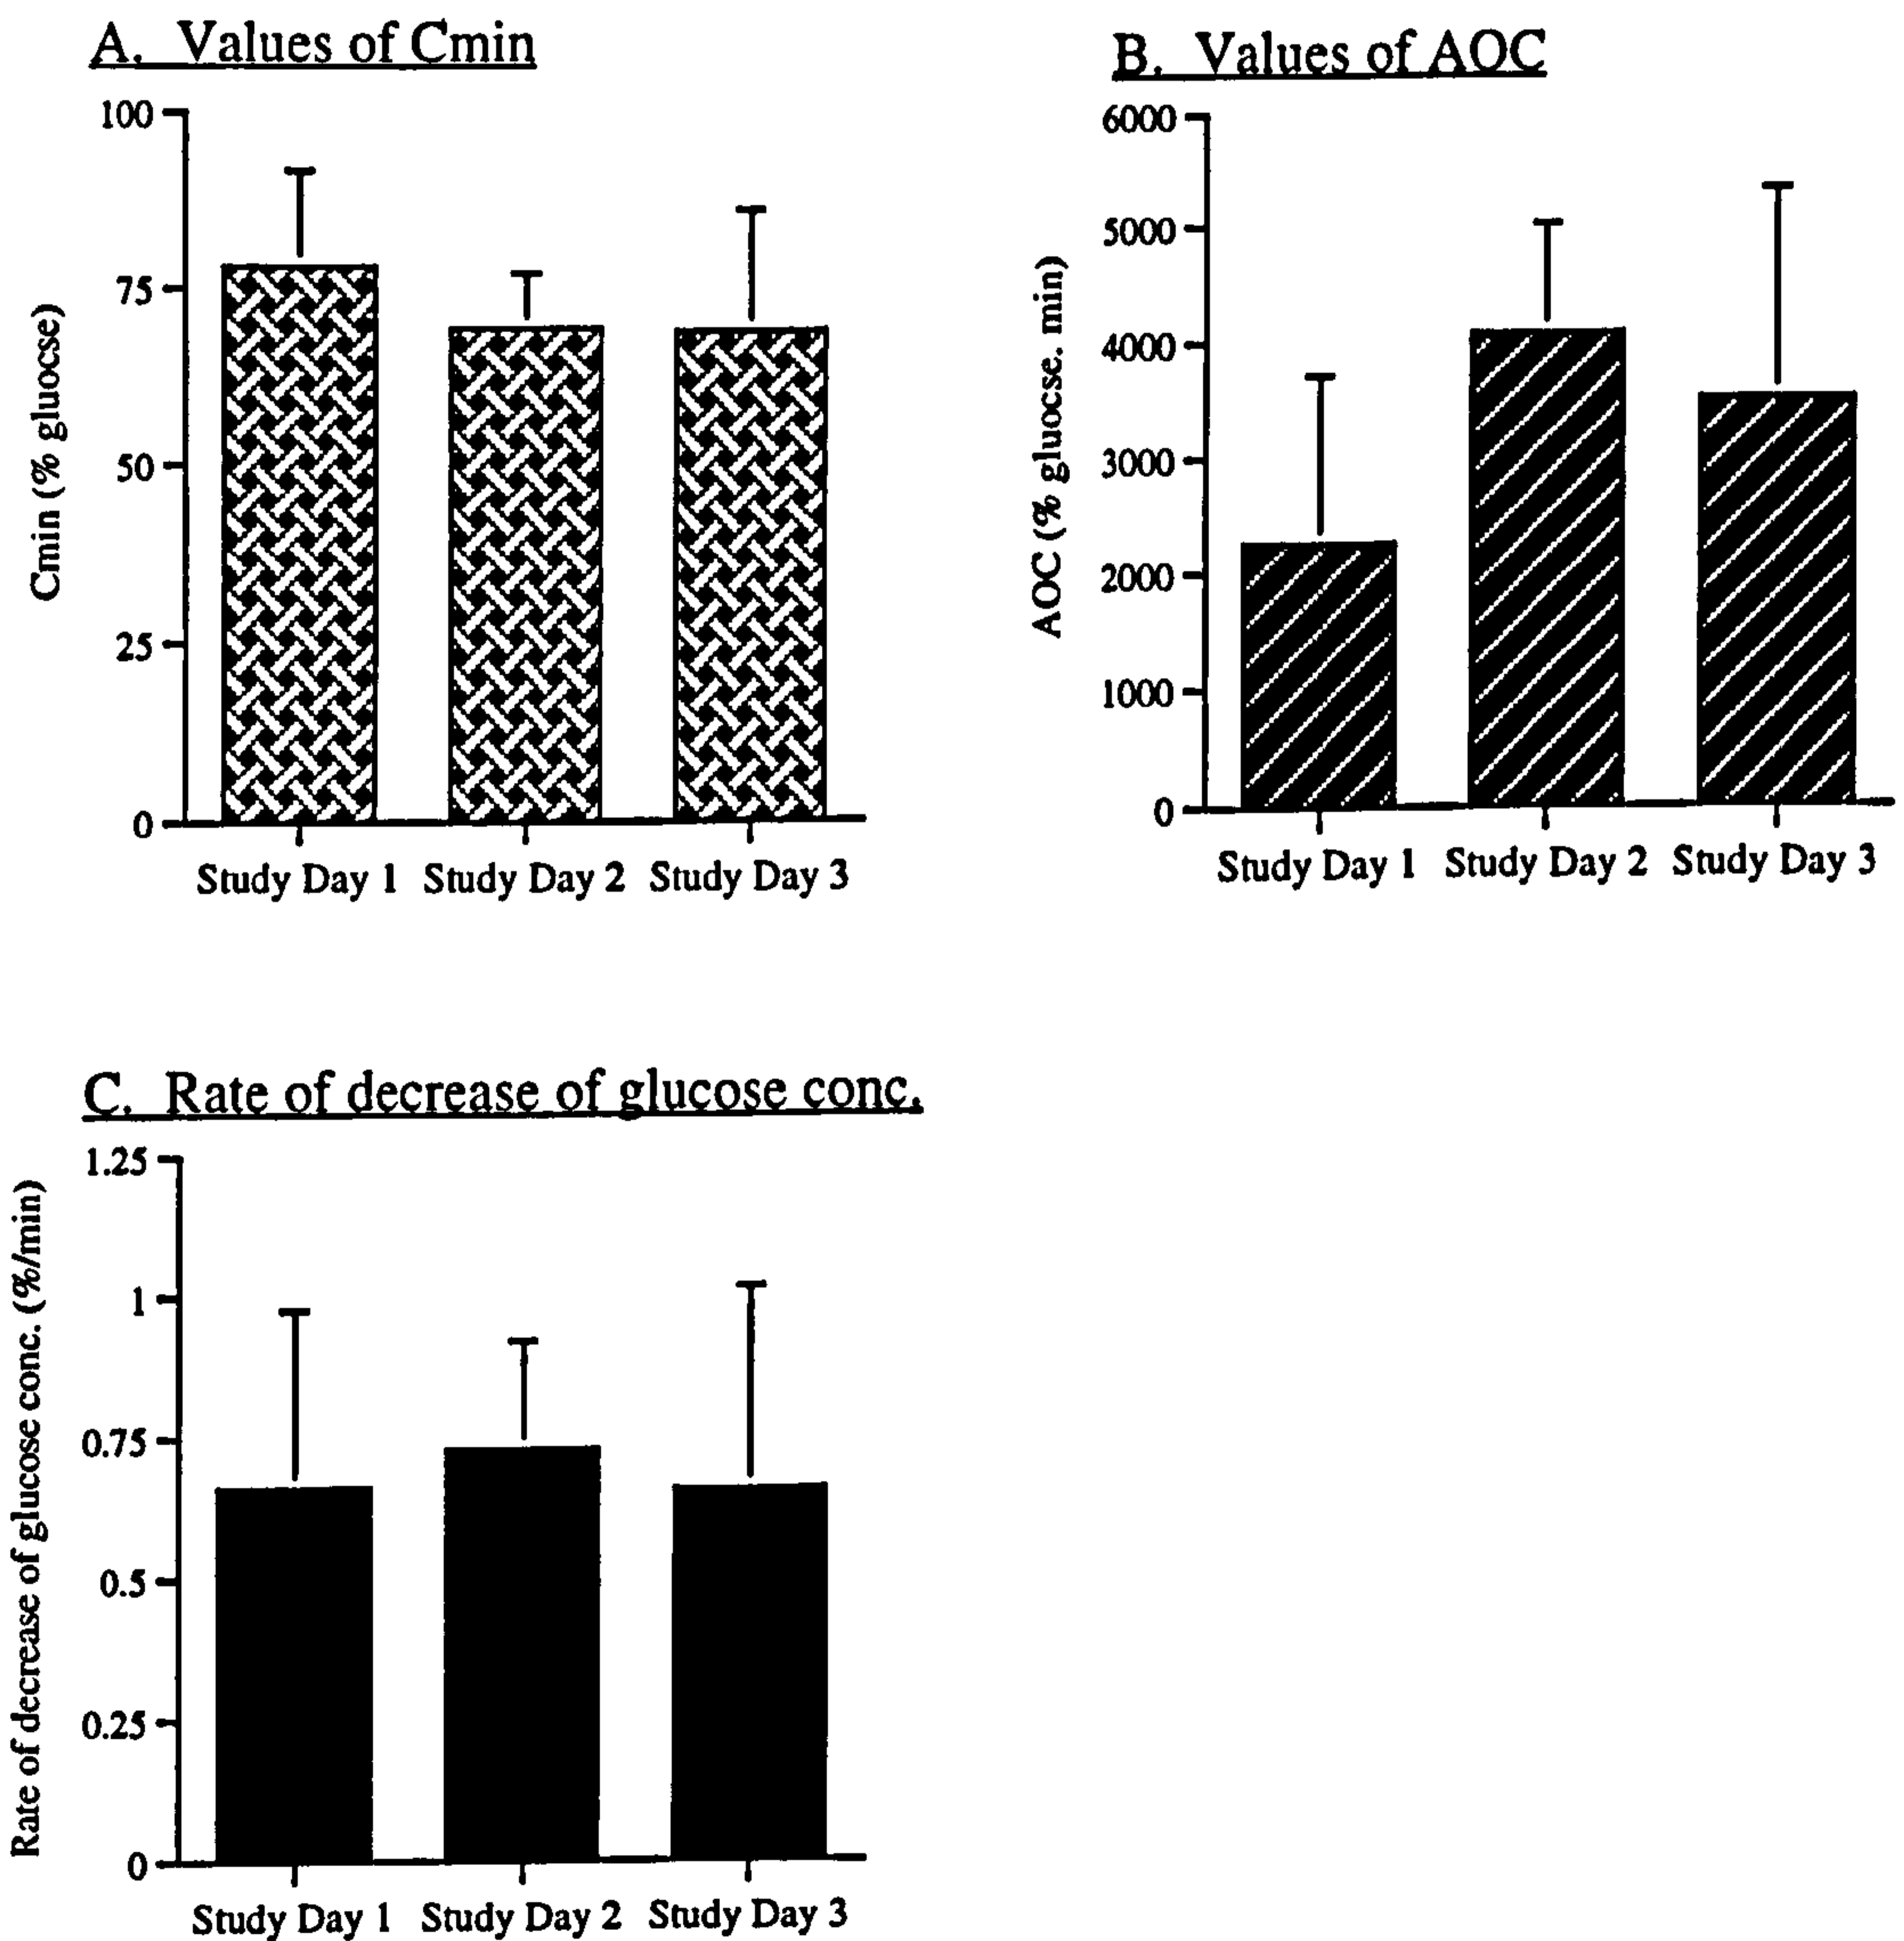 A. Values of Cmin
100
75
50
25
0
Cmin (% gluocse)
Study Day 1 Study Day 2 Study Day 3
B. Values of AOC
6000
5000
4000
3000
2000
1000
0
AOC (% gluocse. min)
Study Day 1 Study Day 2 Study Day 3
C. Rate of decrease of glucose conc.
1.25
1
0.75
0.5
0.25
0
Rate of decrease of glucose conc. (%/min)
Study Day 1 Study Day 2 Study Day 3